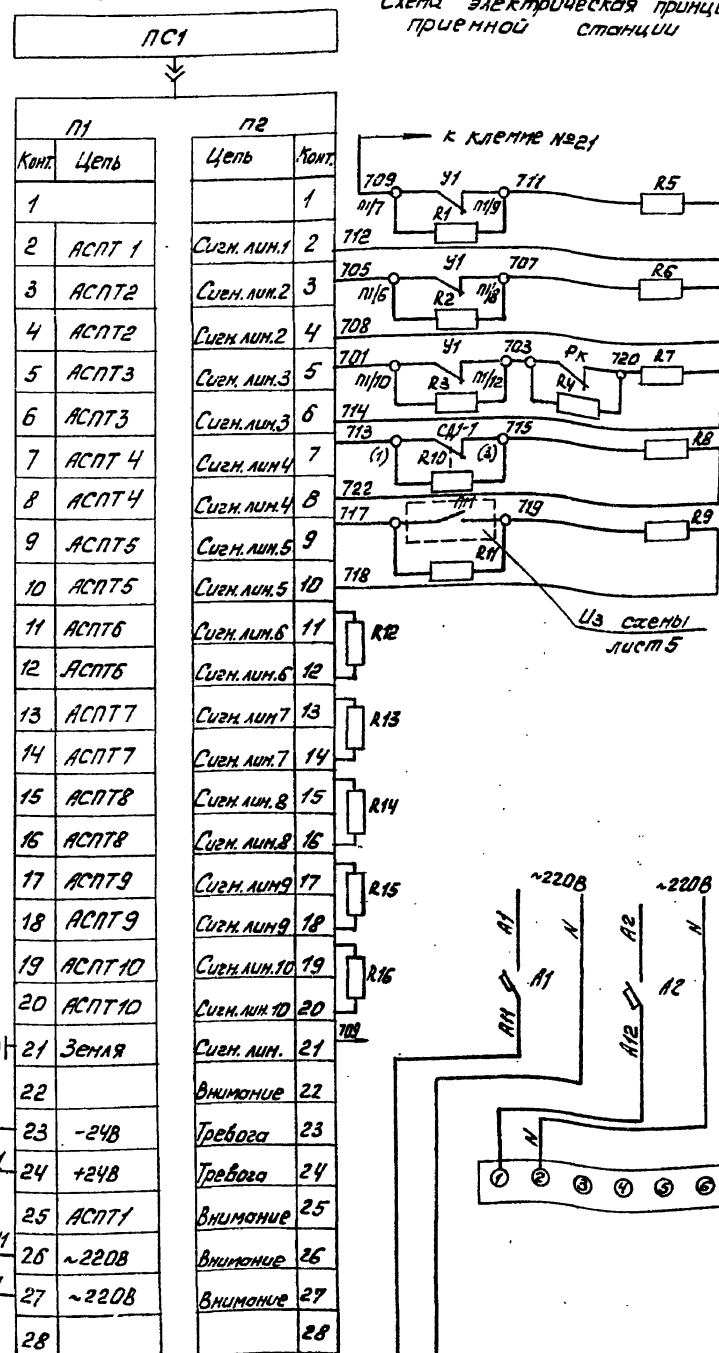 Схема электрическая принци
приемной станции
ПС1
П1 П2
Конт. Цепь Цепь Конт.
1 1
2 АСПТ 1 Сигн. лин.1 2
3 АСПТ2 Сигн. лин.2 3
4 АСПТ2 Сигн. лин.2 4
5 АСПТ3 Сигн. лин.3 5
6 АСПТ3 Сигн. лин.3 6
7 АСПТ 4 Сигн. лин4 7
8 АСПТ4 Сигн. лин.4 8
9 АСПТ5 Сигн. лин.5 9
10 АСПТ5 Сигн. лин.5 10
11 АСПТ6 Сигн. лин.6 11
12 АСПТ6 Сигн. лин.6 12
13 АСПТ7 Сигн. лин7 13
14 АСПТ7 Сигн. лин.7 14
15 АСПТ8 Сигн. лин.8 15
16 АСПТ8 Сигн. лин.8 16
17 АСПТ9 Сигн. лин9 17
18 АСПТ9 Сигн. лин9 18
19 АСПТ10 Сигн. лин.10 19
20 АСПТ10 Сигн. лин.10 20
21 Земля Сигн. лин. 21
22 Внимание 22
23 -24В Тревога 23
24 +24В Тревога 24
25 АСПТ1 Внимание 25
26 ~220В Внимание 26
27 ~220В Внимание 27
28 28
к клемме №21
709 У1 711 R5
П1/7 R1 П1/9
712
705 У1 707 R6
П1/6 R2 П1/8
708
701 У1 703 РК 720 R7
П1/10 R3 П1/12 R4
714
713 СД1-1 715 R8
(1) R10 (3)
722
717 719 R9
R11
718
Из схемы
лист 5
R12
R13
R14
R15
R16
709
~220В ~220В
А1 N А2 N
А1 А2
А11 А12
N
1 2 3 4 5 6